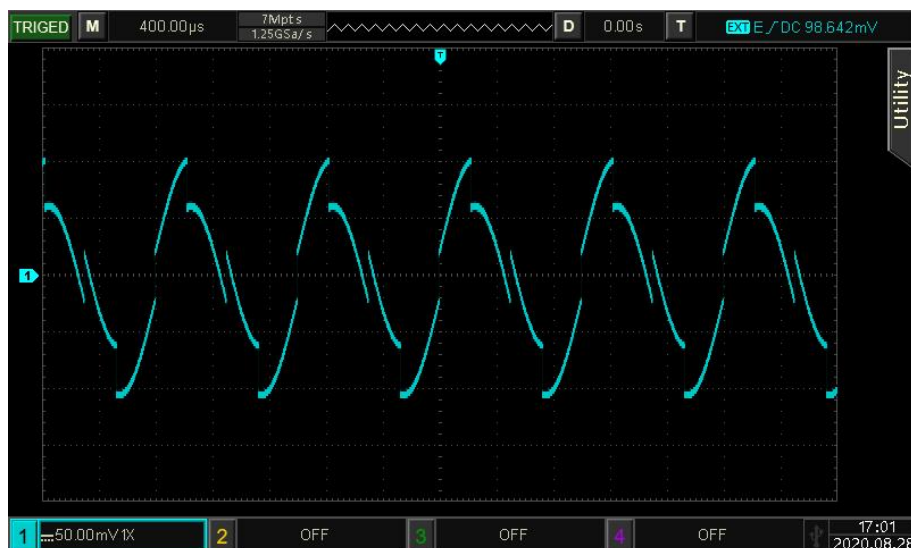 TRIGED M 400.00µs 7Mpts D 0.00s T EXT E DC 98.642mV
1.25GSa/s
T
Utility
1
1 50.00mV 1X 2 OFF 3 OFF 4 OFF 17:01
2020.08.28